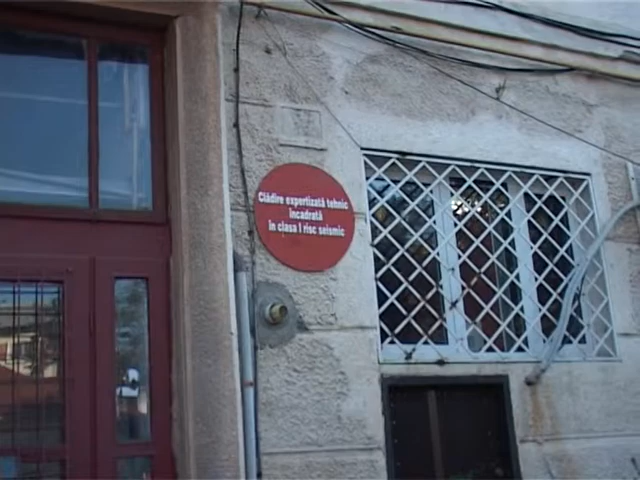 Clădire expertizată tehnic
încadrată
în clasa I risc seismic